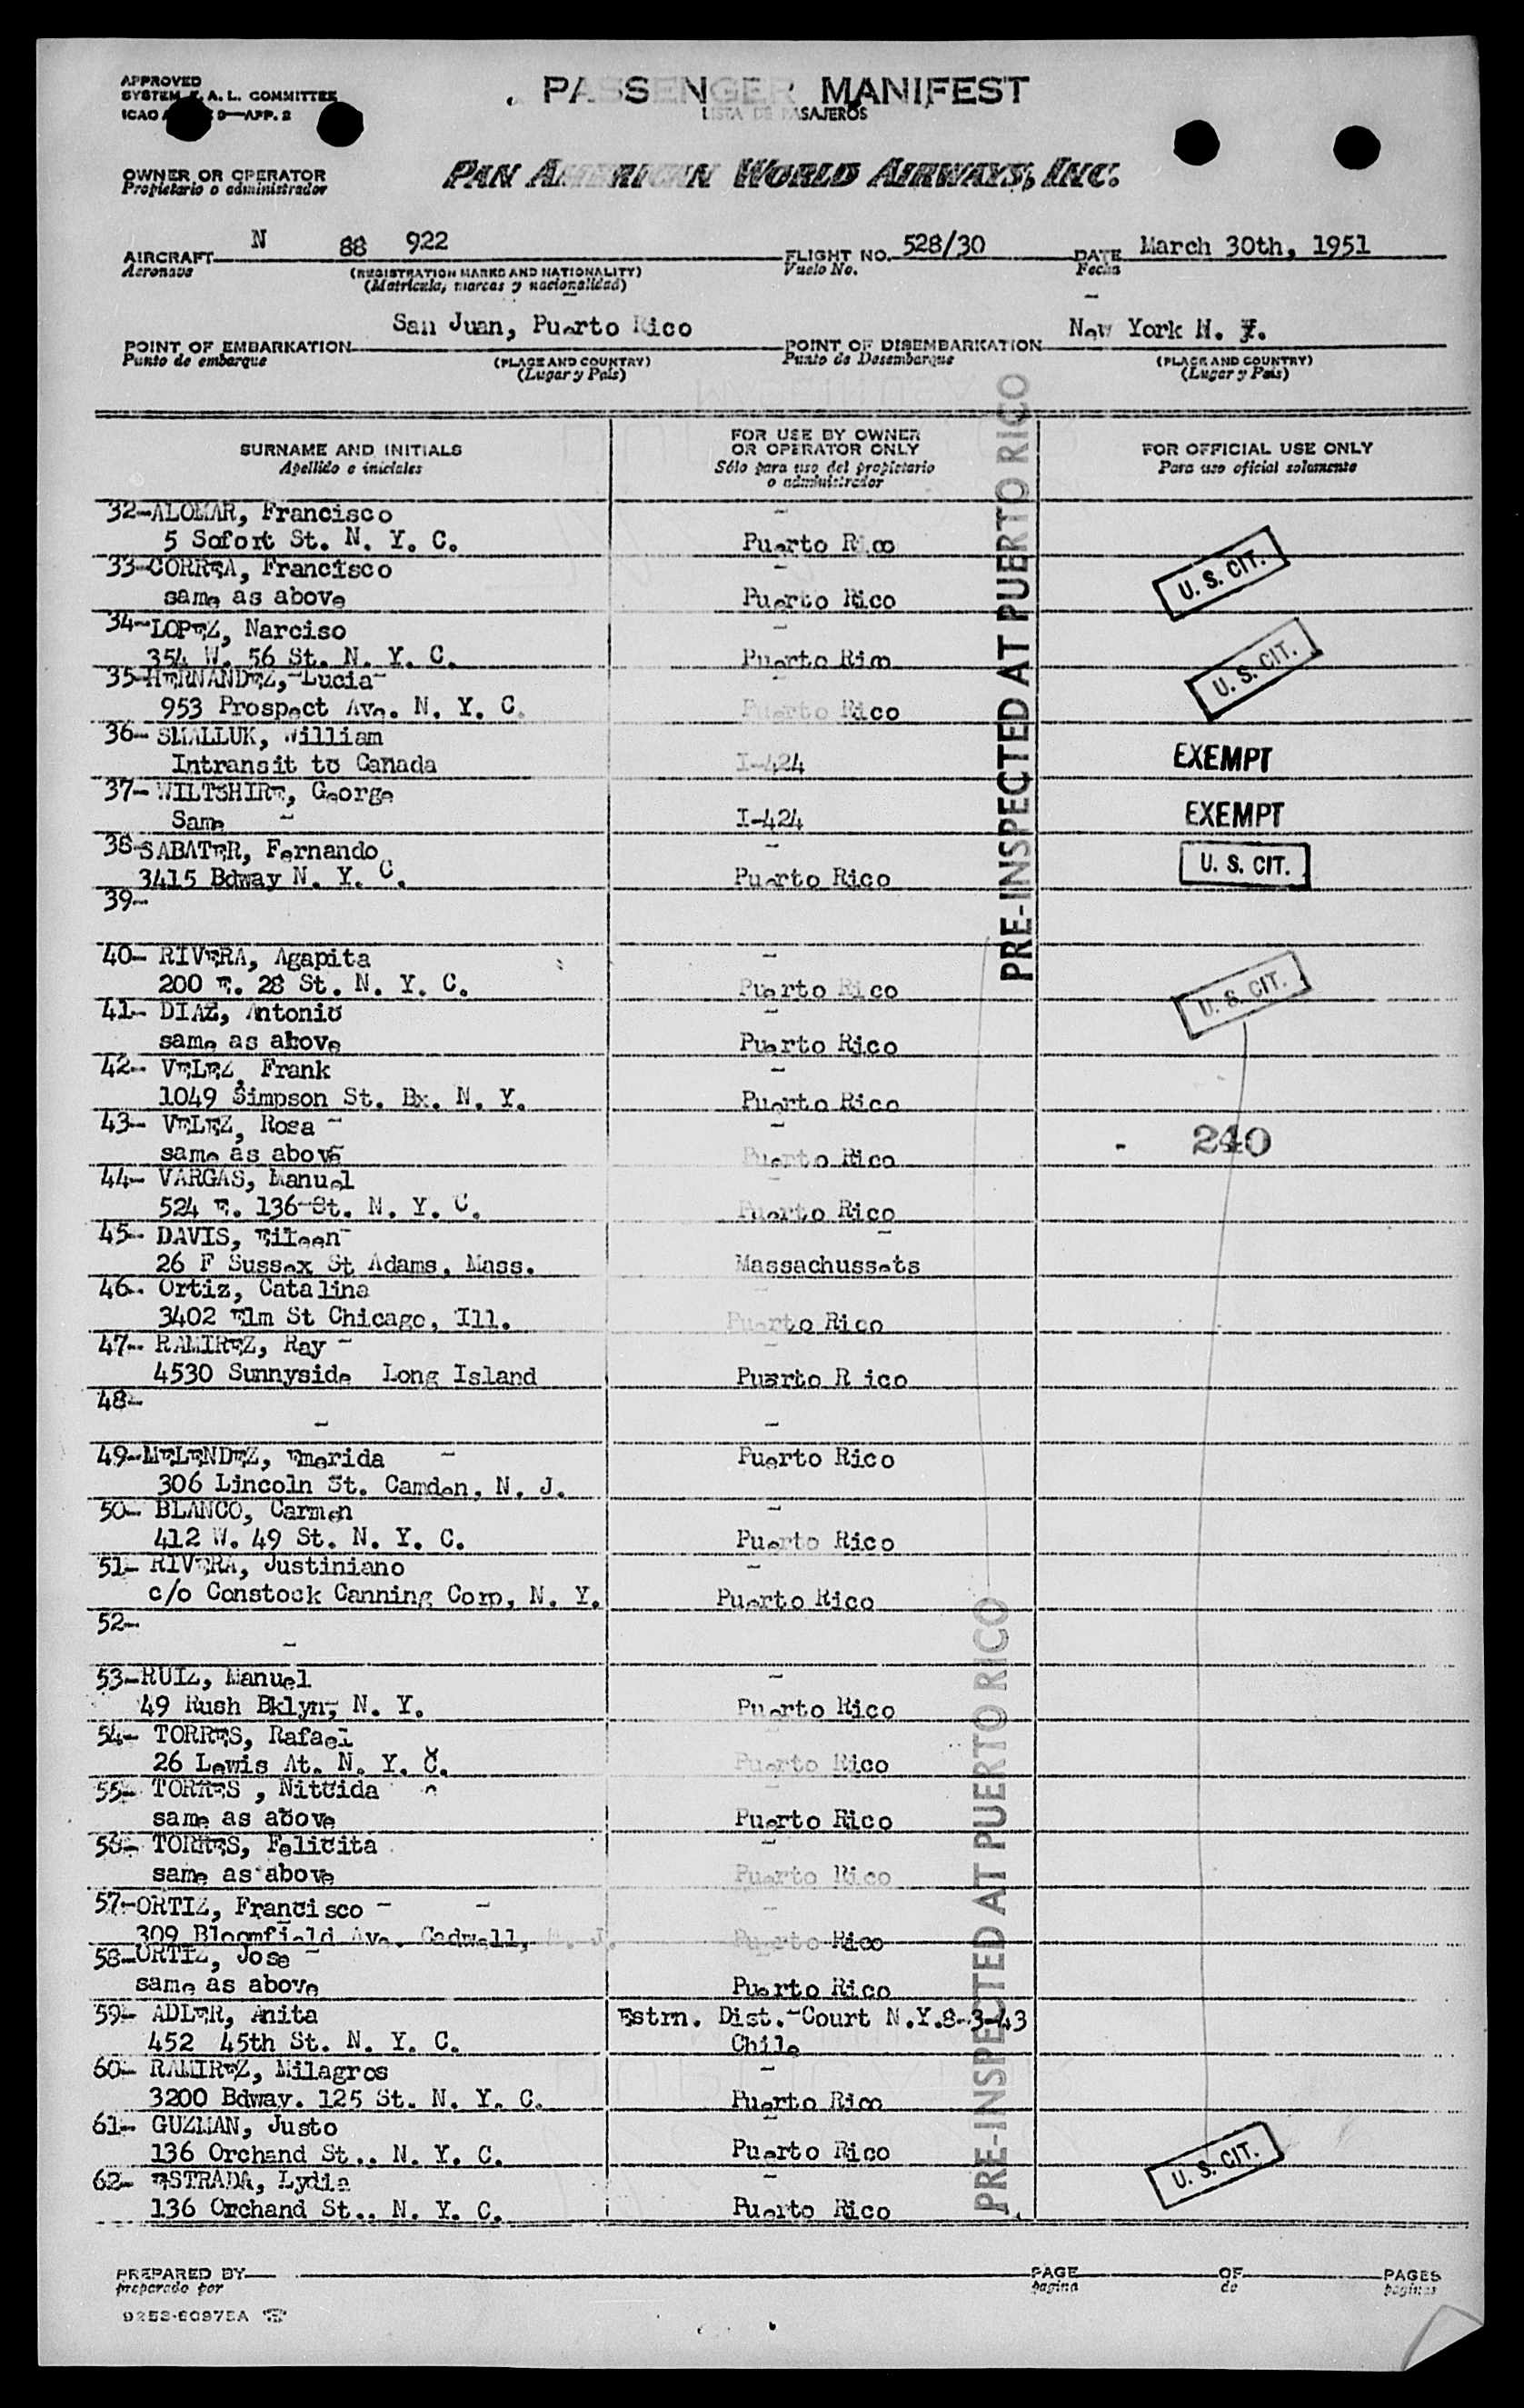 APPROVED
SYSTEM F. A. L. COMMITTEE
ICAO 9—APP. 2
PASSENGER MANIFEST
LISTA DE PASAJEROS
OWNER OR OPERATOR
Propietario o administrador
PAN AMERICAN WORLD AIRWAYS, INC.
AIRCRAFT N 88 922 FLIGHT NO. 528/30 DATE March 30th, 1951
Aeronave (REGISTRATION MARKS AND NATIONALITY) Vuelo No. Fecha
(Matricula, marcas y nacionalidad)
San Juan, Puerto Rico New York N. Y.
POINT OF EMBARKATION POINT OF DISEMBARKATION
Punto de embarque (PLACE AND COUNTRY) Punto de Desembarque (PLACE AND COUNTRY)
(Lugar y País) (Lugar y País)
SURNAME AND INITIALS FOR USE BY OWNER OR OPERATOR ONLY FOR OFFICIAL USE ONLY
Apellido e iniciales Sólo para uso del propietario o administrador Para uso oficial solamente
PRE-INSPECTED AT PUERTO RICO
32-ALOMAR, Francisco
5 Sofort St. N. Y. C. Puerto Rico
33-CORREA, Francisco U. S. CIT.
same as above Puerto Rico
34-LOPEZ, Narciso
354 W. 56 St. N. Y. C. Puerto Rico
35-HERNANDEZ, Lucia U. S. CIT.
953 Prospect Ave. N. Y. C. Puerto Rico
36- SMALLUK, William
Intransit to Canada I-424 EXEMPT
37- WILTSHIRE, George
Same I-424 EXEMPT
38-SABATER, Fernando U. S. CIT.
3415 Bdway N. Y. C. Puerto Rico
39-
40- RIVERA, Agapita
200 E. 28 St. N. Y. C. Puerto Rico U. S. CIT.
41- DIAZ, Antonio
same as above Puerto Rico
42- VELEZ, Frank
1049 Simpson St. Bx. N. Y. Puerto Rico
43- VELEZ, Rosa - 240
same as above Puerto Rico
44- VARGAS, Manuel
524 E. 136 St. N. Y. C. Puerto Rico
45- DAVIS, Eileen
26 F Sussex St Adams, Mass. Massachussets
46- Ortiz, Catalina
3402 Elm St Chicago, Ill. Puerto Rico
47- RAMIREZ, Ray
4530 Sunnyside Long Island Puerto R ico
48-
49-MELENDEZ, Emerida Puerto Rico
306 Lincoln St. Camden, N. J.
50- BLANCO, Carmen
412 W. 49 St. N. Y. C. Puerto Rico
51- RIVERA, Justiniano
c/o Constock Canning Corp, N. Y. Puerto Rico
52-
PRE-INSPECTED AT PUERTO RICO
53-RUIZ, Manuel
49 Rush Bklyn, N. Y. Puerto Rico
54- TORRES, Rafael
26 Lewis At. N. Y. C. Puerto Rico
55- TORRES , Nitcida
same as above Puerto Rico
56- TORRES, Felicita
same as above Puerto Rico
57-ORTIZ, Francisco
309 Bloomfield Ave. Cadwell, N. J. Puerto Rico
58-ORTIZ, Jose
same as above Puerto Rico
59- ADLER, Anita Estrn. Dist. Court N.Y.8-3-43
452 45th St. N. Y. C. Chile
60- RAMIREZ, Milagros
3200 Bdway. 125 St. N. Y. C. Puerto Rico
61- GUZMAN, Justo
136 Orchand St.. N. Y. C. Puerto Rico
62- ESTRADA, Lydia U. S. CIT.
136 Orchand St.. N. Y. C. Puerto Rico
PREPARED BY PAGE OF PAGES
preparado por pagina de paginas
9253-60975A